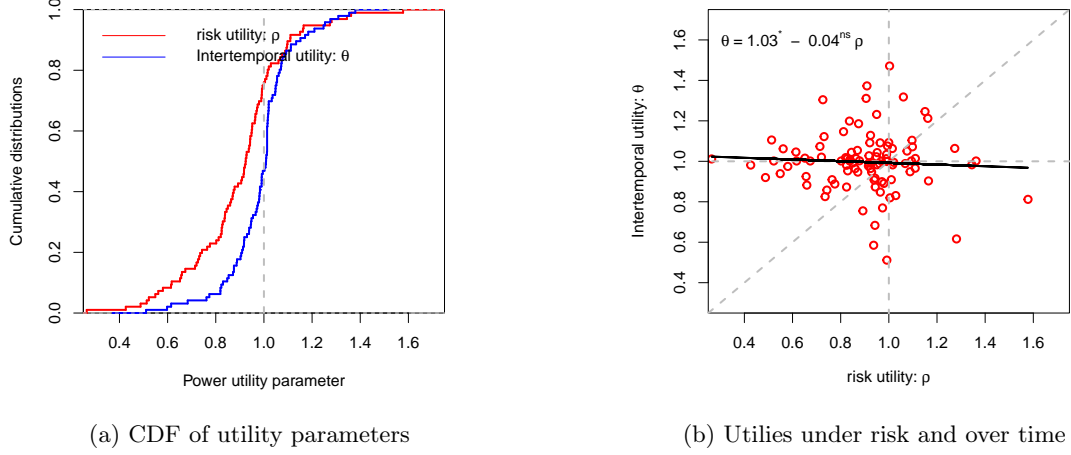 risk utility: ρ
Intertemporal utility: θ
Cumulative distributions
1.0
0.8
0.6
0.4
0.2
0.0
0.4 0.6 0.8 1.0 1.2 1.4 1.6
Power utility parameter
(a) CDF of utility parameters
θ = 1.03* − 0.04ns ρ
Intertemporal utility: θ
1.6
1.4
1.2
1.0
0.8
0.6
0.4
0.4 0.6 0.8 1.0 1.2 1.4 1.6
risk utility: ρ
(b) Utilies under risk and over time